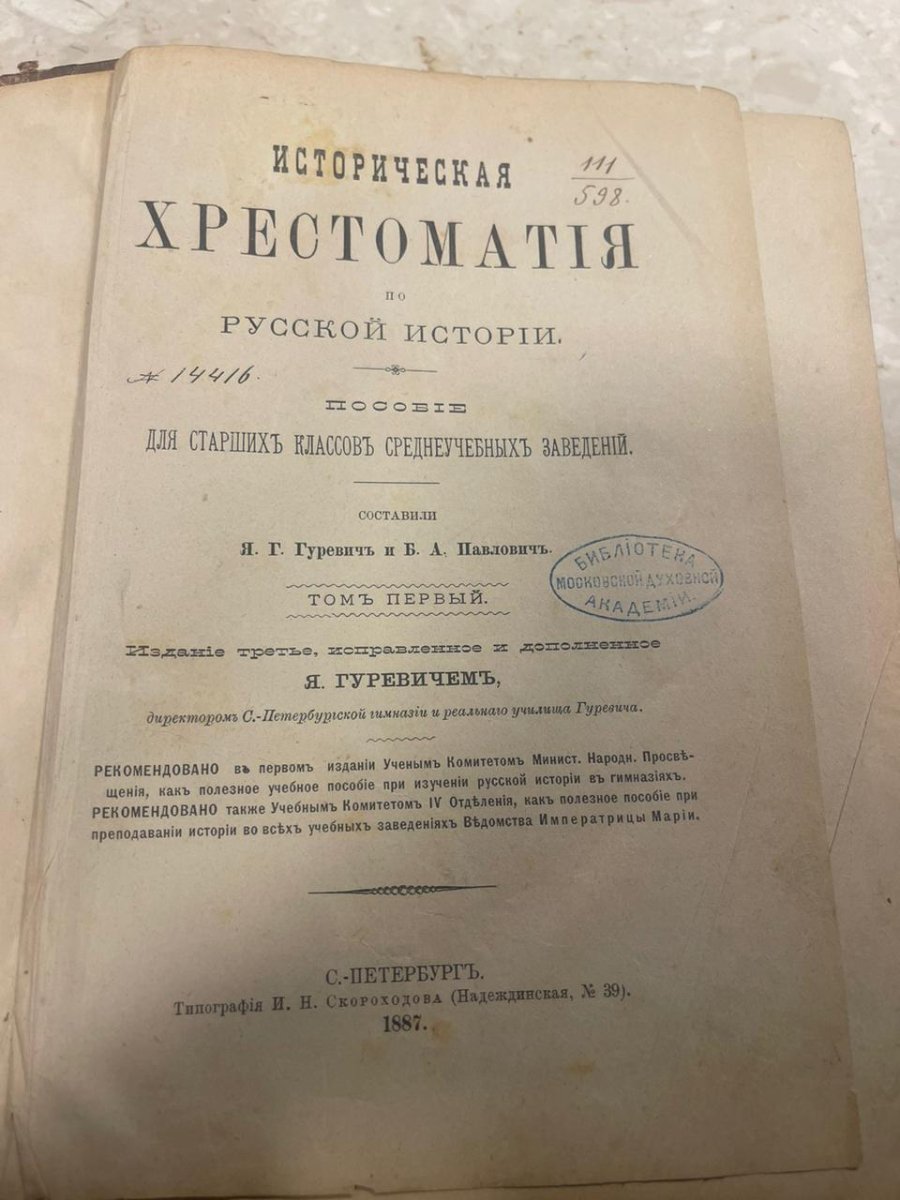 ИСТОРИЧЕСКАЯ
111
598.
ХРЕСТОМАТІЯ
ПО
РУССКОЙ ИСТОРІИ.
№ 14416.
ПОСОБІЕ
ДЛЯ СТАРШИХЪ КЛАССОВЪ СРЕДНЕУЧЕБНЫХЪ ЗАВЕДЕНІЙ.
СОСТАВИЛИ
Я. Г. Гуревичъ и Б. А. Павловичъ.
БИБЛІОТЕКА
МОСКОВСКОЙ ДУХОВНОЙ
АКАДЕМІИ.
ТОМЪ ПЕРВЫЙ.
Изданіе третье, исправленное и дополненное
Я. ГУРЕВИЧЕМЪ,
директоромъ С.-Петербургской гимназіи и реальнаго училища Гуревича.
РЕКОМЕНДОВАНО въ первомъ изданіи Ученымъ Комитетомъ Минист. Народн. Просвѣ-
щенія, какъ полезное учебное пособіе при изученіи русской исторіи въ гимназіяхъ.
РЕКОМЕНДОВАНО также Учебнымъ Комитетомъ IV Отдѣленія, какъ полезное пособіе при
преподаваніи исторіи во всѣхъ учебныхъ заведеніяхъ Вѣдомства Императрицы Маріи.
С.-ПЕТЕРБУРГЪ.
Типографія И. Н. Скороходова (Надеждинская, № 39).
1887.